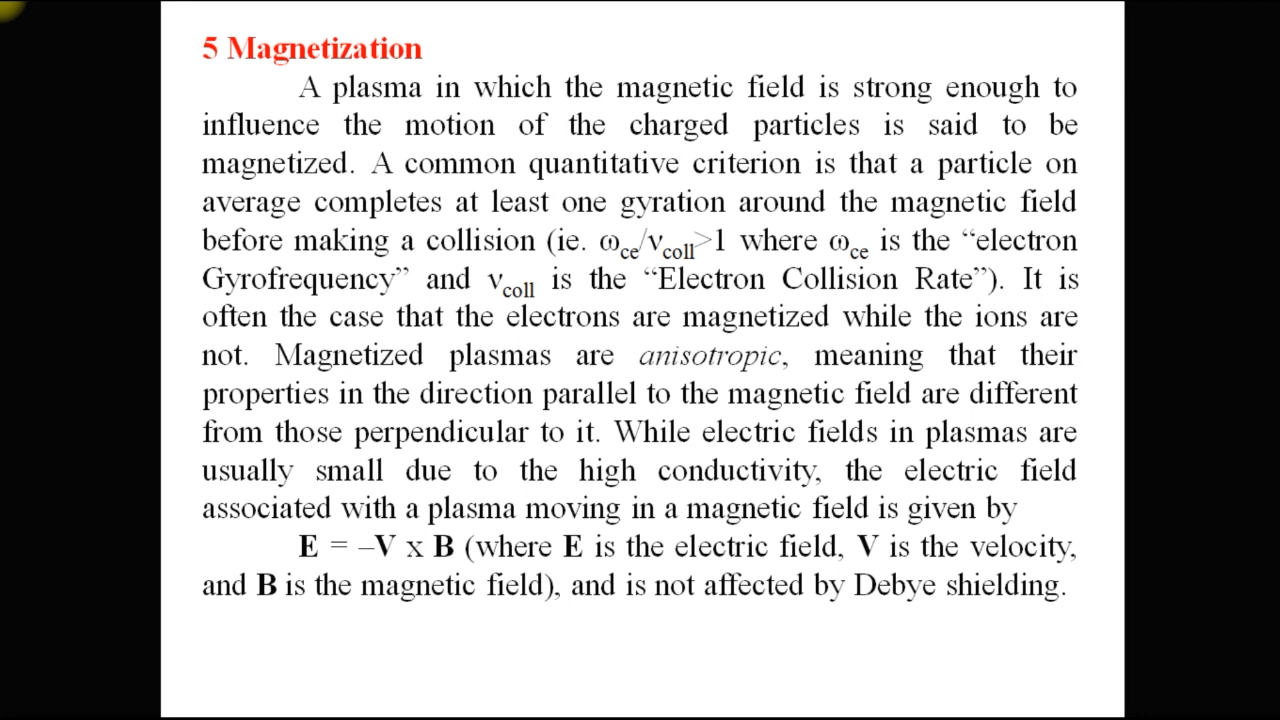 5 Magnetization
A plasma in which the magnetic field is strong enough to
influence the motion of the charged particles is said to be
magnetized. A common quantitative criterion is that a particle on
average completes at least one gyration around the magnetic field
before making a collision (ie. ω_ce/ν_coll>1 where ω_ce is the “electron
Gyrofrequency” and ν_coll is the “Electron Collision Rate”). It is
often the case that the electrons are magnetized while the ions are
not. Magnetized plasmas are anisotropic, meaning that their
properties in the direction parallel to the magnetic field are different
from those perpendicular to it. While electric fields in plasmas are
usually small due to the high conductivity, the electric field
associated with a plasma moving in a magnetic field is given by
E = –V x B (where E is the electric field, V is the velocity,
and B is the magnetic field), and is not affected by Debye shielding.